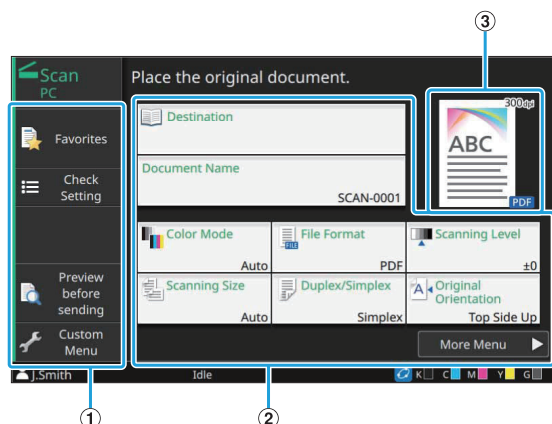 ③
Scan
PC
Place the original document.
Favorites
Check
Setting
Preview
before
sending
Custom
Menu
Destination
Document Name
SCAN-0001
300dpi
ABC
PDF
Color Mode
Auto
File Format
FILE
PDF
Scanning Level
±0
Scanning Size
Auto
Duplex/Simplex
Simplex
A
Original
Orientation
Top Side Up
More Menu
J.Smith
Idle
K C M Y G
① ②